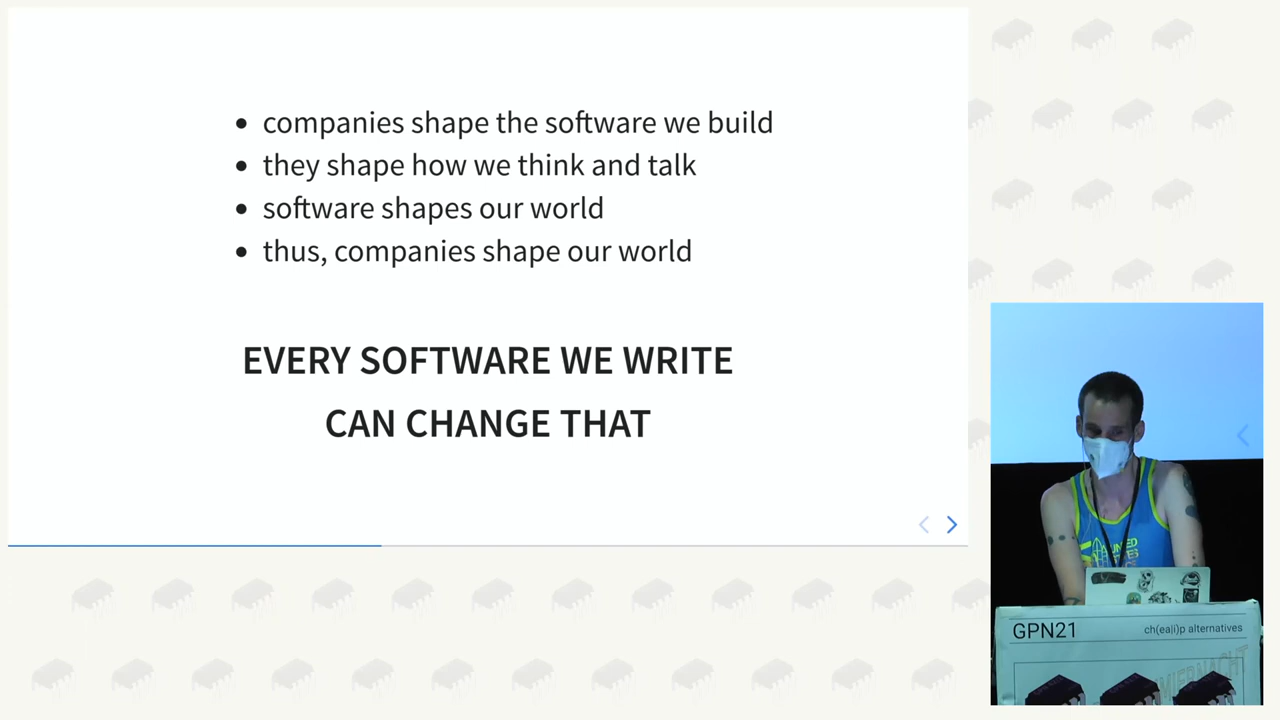 companies shape the software we build
they shape how we think and talk
software shapes our world
thus, companies shape our world
EVERY SOFTWARE WE WRITE
CAN CHANGE THAT
GPN21
ch(ea|i)p alternatives